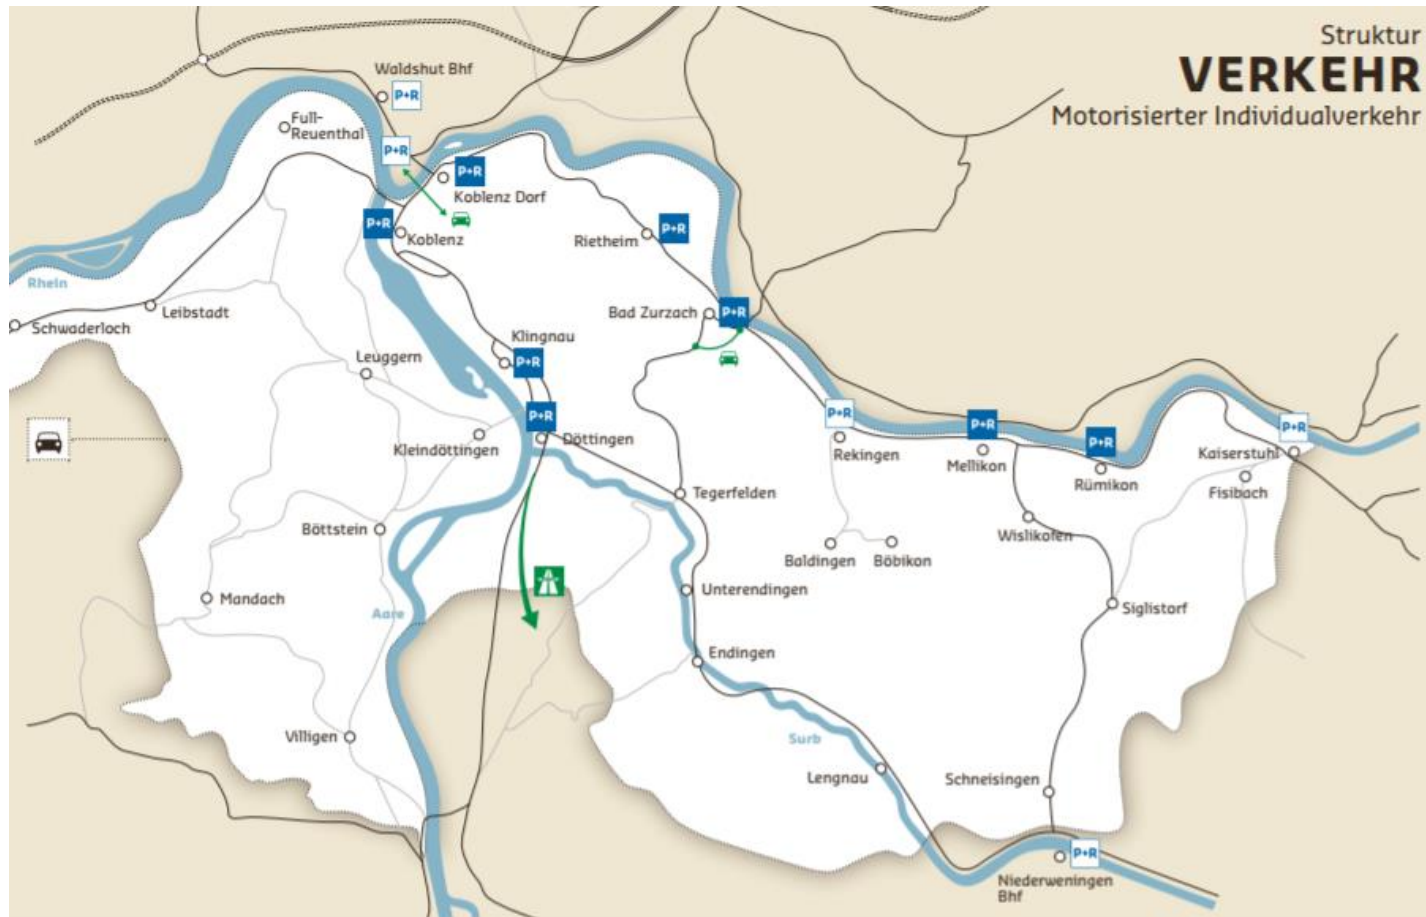 Struktur
VERKEHR
Motorisierter Individualverkehr
Waldshut Bhf
P+R
Full-
Reuenthal
P+R
P+R
Koblenz Dorf
P+R
Koblenz
Rietheim
P+R
Rhein
Leibstadt
Schwaderloch
Bad Zurzach
P+R
Klingnau
P+R
Leuggern
P+R
Döttingen
Kleindöttingen
P+R
Rekingen
P+R
Mellikon
P+R
Rümikon
P+R
Kaiserstuhl
Fisibach
Tegerfelden
Böttstein
Wislikofen
Baldingen
Böbikon
Mandach
Aare
Unterendingen
Siglistorf
Endingen
Villigen
Surb
Lengnau
Schneisingen
P+R
Niederweningen
Bhf